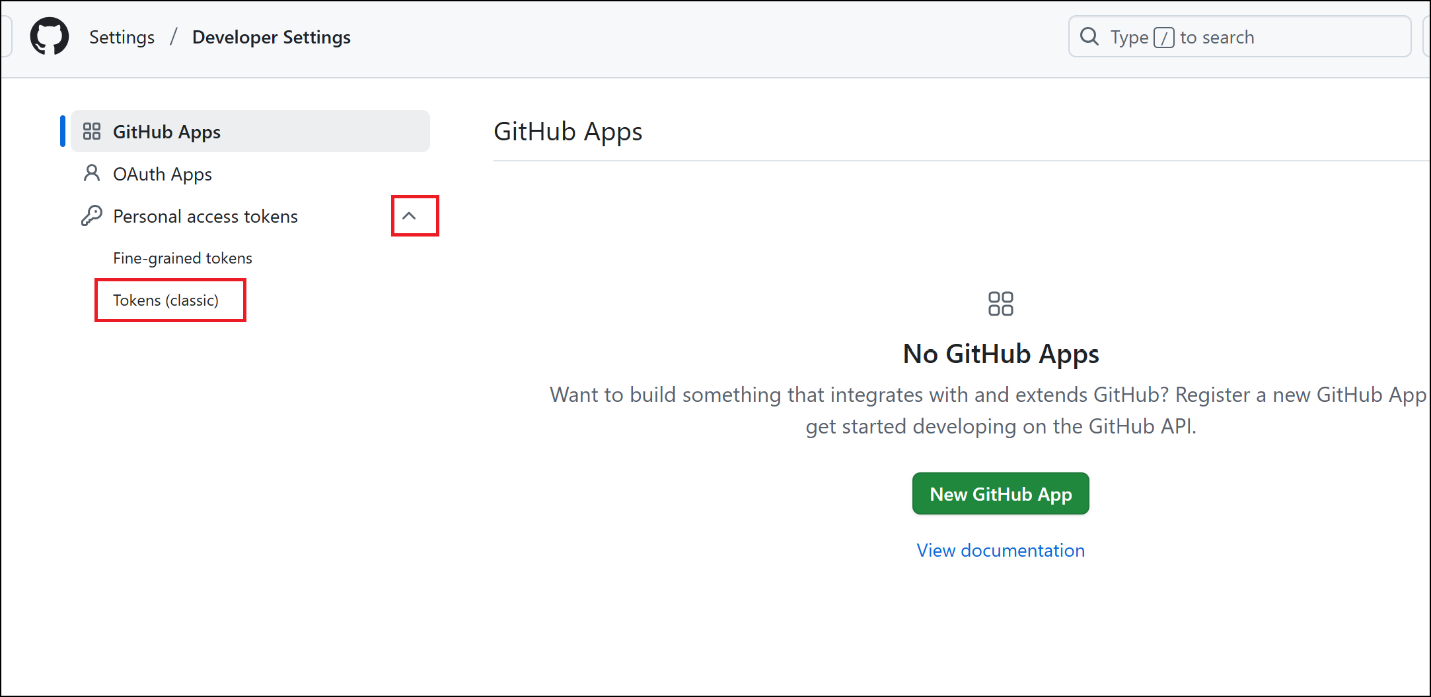 Settings / Developer Settings
Type / to search
GitHub Apps
OAuth Apps
Personal access tokens
Fine-grained tokens
Tokens (classic)
GitHub Apps
No GitHub Apps
Want to build something that integrates with and extends GitHub? Register a new GitHub App
get started developing on the GitHub API.
New GitHub App
View documentation